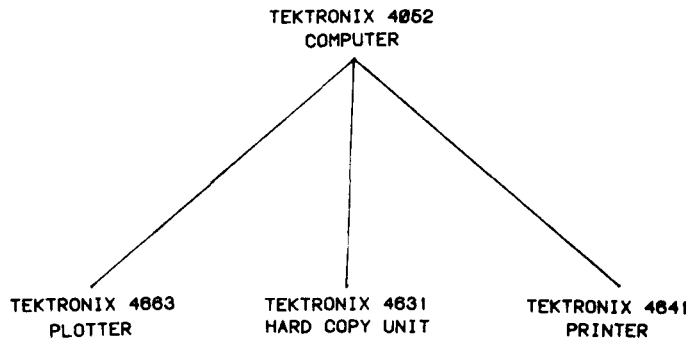 TEKTRONIX 4052
COMPUTER
TEKTRONIX 4663
PLOTTER
TEKTRONIX 4631
HARD COPY UNIT
TEKTRONIX 4641
PRINTER